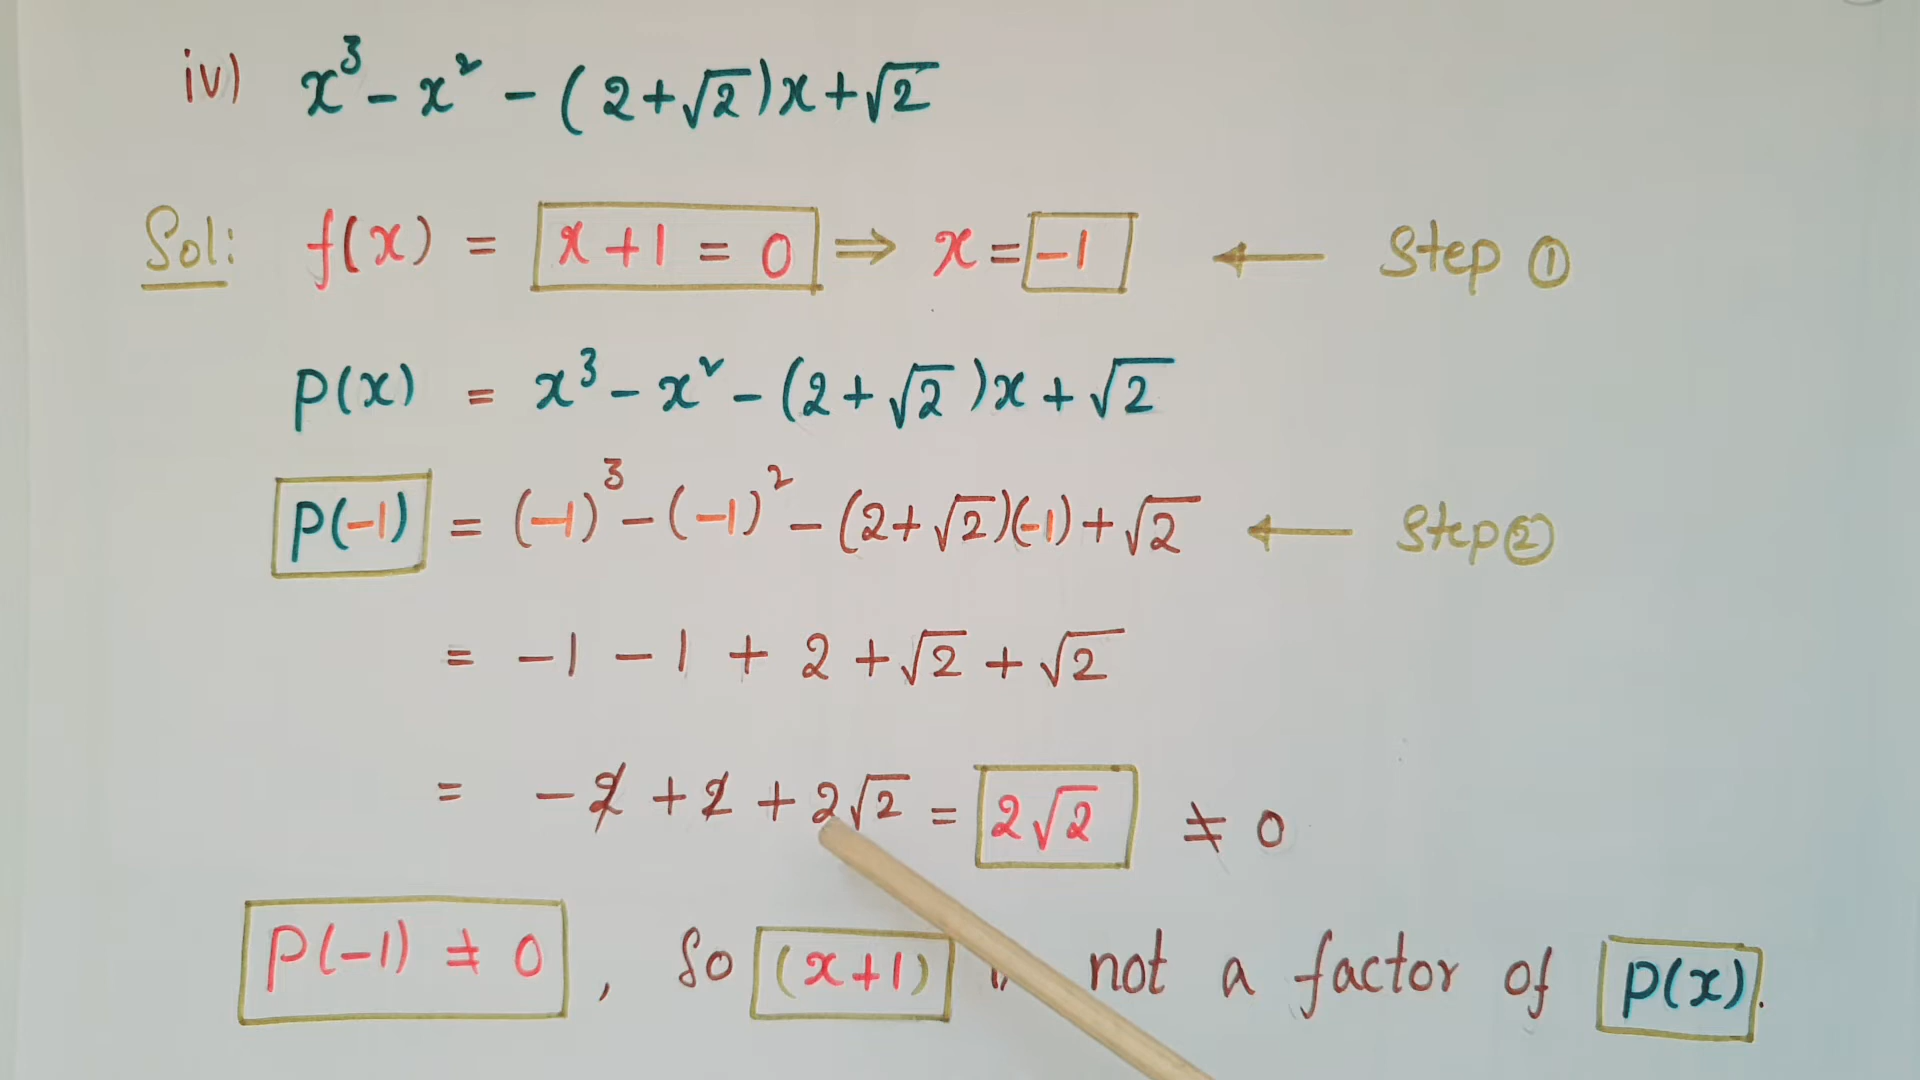 iv) x³ - x² - (2+√2)x+√2
Sol: f(x) = x+1 = 0 ⇒ x = -1 ← Step ①
p(x) = x³ - x² - (2+√2)x + √2
p(-1) = (-1)³ - (-1)² - (2+√2)(-1)+√2 ← Step ②
= -1 - 1 + 2 + √2 + √2
= -2 + 2 + 2√2 = 2√2 ≠ 0
p(-1) ≠ 0 , So (x+1) not a factor of p(x).